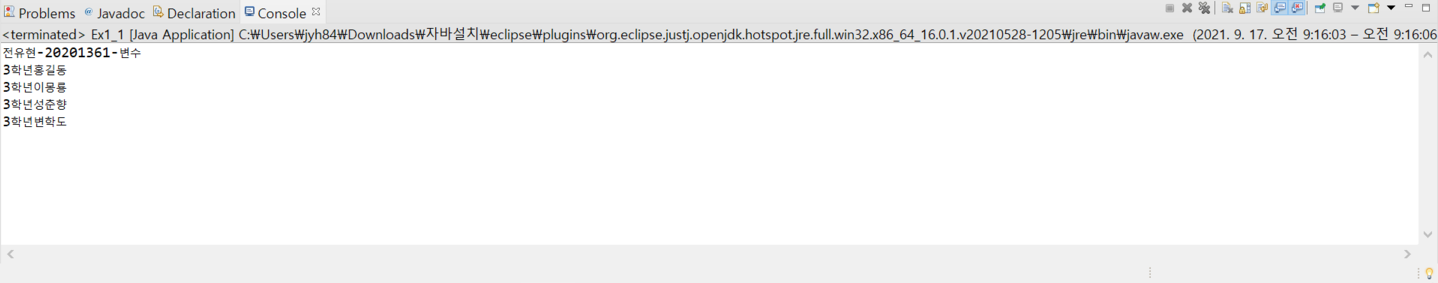 Problems Javadoc Declaration Console
<terminated> Ex1_1 [Java Application] C:₩Users₩jyh84₩Downloads₩자바설치₩eclipse₩plugins₩org.eclipse.justj.openjdk.hotspot.jre.full.win32.x86_64_16.0.1.v20210528-1205₩jre₩bin₩javaw.exe (2021. 9. 17. 오전 9:16:03 – 오전 9:16:06
전유현-20201361-변수
3학년홍길동
3학년이몽룡
3학년성춘향
3학년변학도